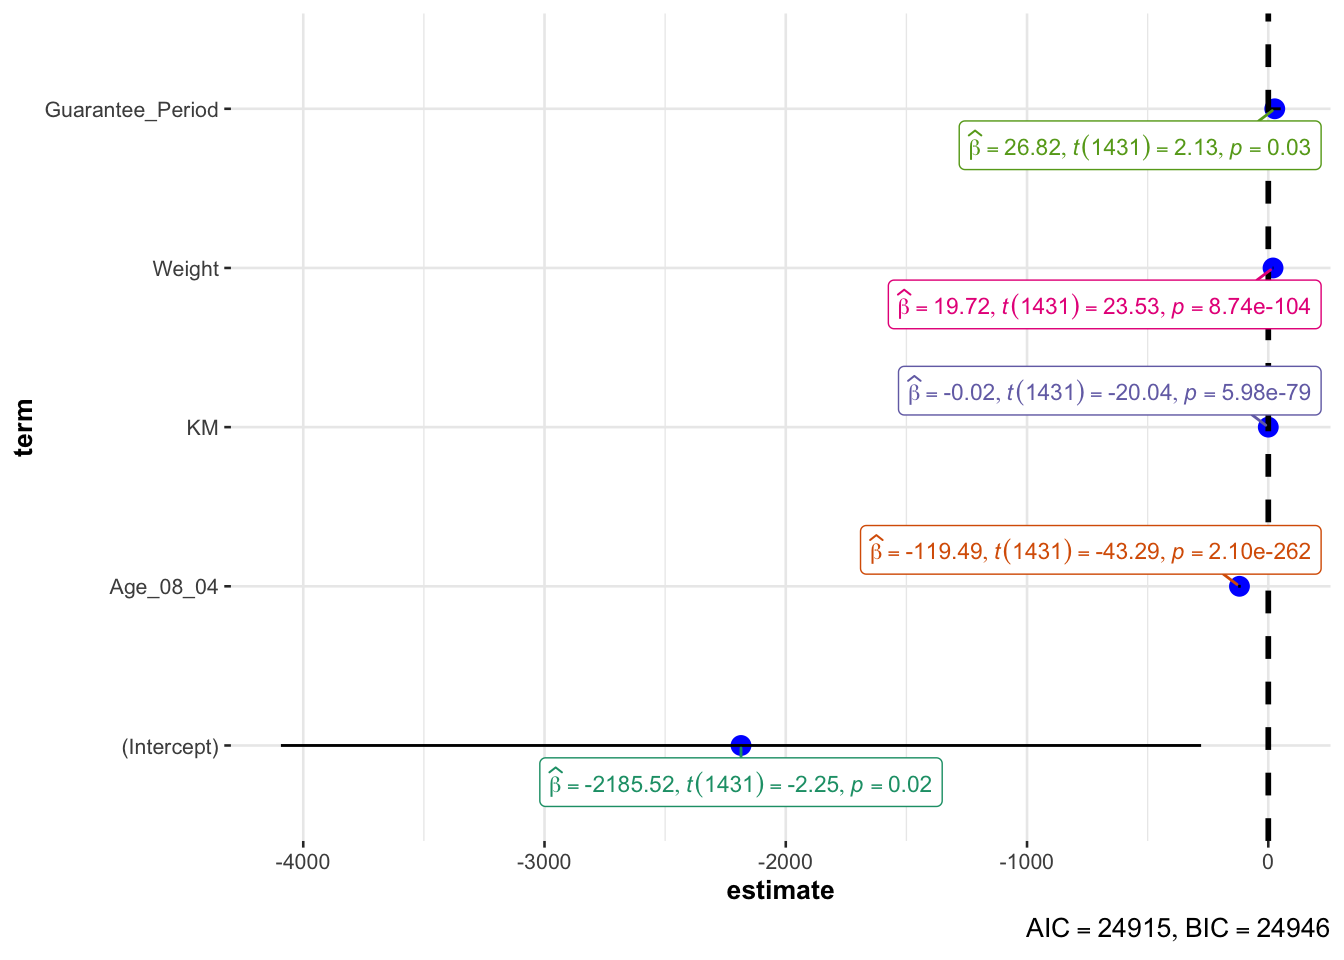 Guarantee_Period
β̂ = 26.82, t(1431) = 2.13, p = 0.03
Weight
β̂ = 19.72, t(1431) = 23.53, p = 8.74e-104
β̂ = -0.02, t(1431) = -20.04, p = 5.98e-79
KM
term
β̂ = -119.49, t(1431) = -43.29, p = 2.10e-262
Age_08_04
(Intercept)
β̂ = -2185.52, t(1431) = -2.25, p = 0.02
-4000 -3000 -2000 -1000 0
estimate
AIC = 24915, BIC = 24946